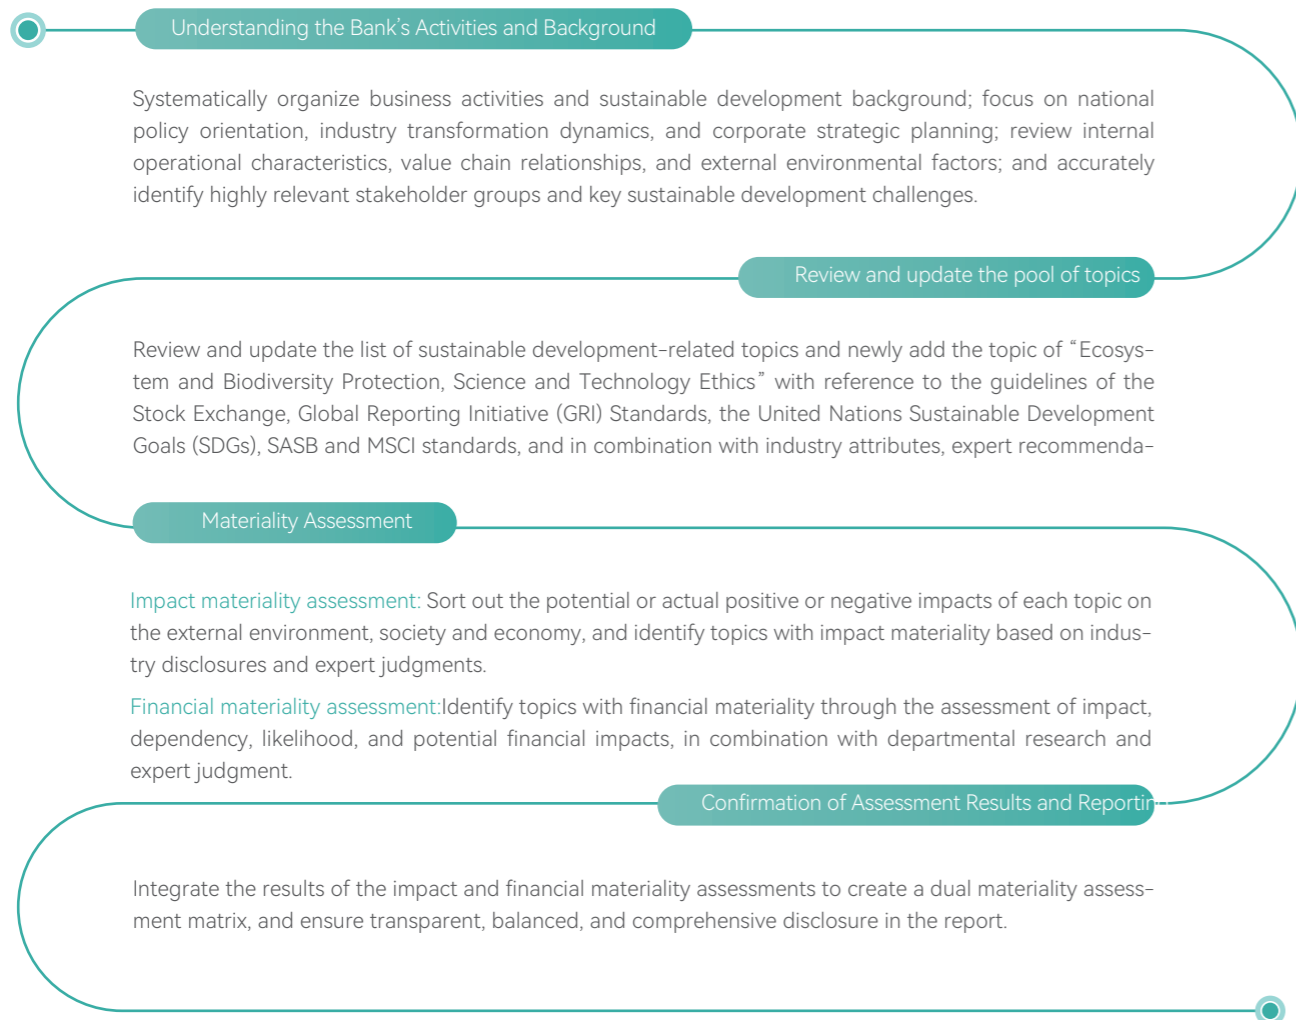 Understanding the Bank's Activities and Background
Systematically organize business activities and sustainable development background; focus on national
policy orientation, industry transformation dynamics, and corporate strategic planning; review internal
operational characteristics, value chain relationships, and external environmental factors; and accurately
identify highly relevant stakeholder groups and key sustainable development challenges.
Review and update the pool of topics
Review and update the list of sustainable development-related topics and newly add the topic of “Ecosys-
tem and Biodiversity Protection, Science and Technology Ethics” with reference to the guidelines of the
Stock Exchange, Global Reporting Initiative (GRI) Standards, the United Nations Sustainable Development
Goals (SDGs), SASB and MSCI standards, and in combination with industry attributes, expert recommenda-
Materiality Assessment
Impact materiality assessment: Sort out the potential or actual positive or negative impacts of each topic on
the external environment, society and economy, and identify topics with impact materiality based on indus-
try disclosures and expert judgments.
Financial materiality assessment:Identify topics with financial materiality through the assessment of impact,
dependency, likelihood, and potential financial impacts, in combination with departmental research and
expert judgment.
Confirmation of Assessment Results and Reporting
Integrate the results of the impact and financial materiality assessments to create a dual materiality assess-
ment matrix, and ensure transparent, balanced, and comprehensive disclosure in the report.